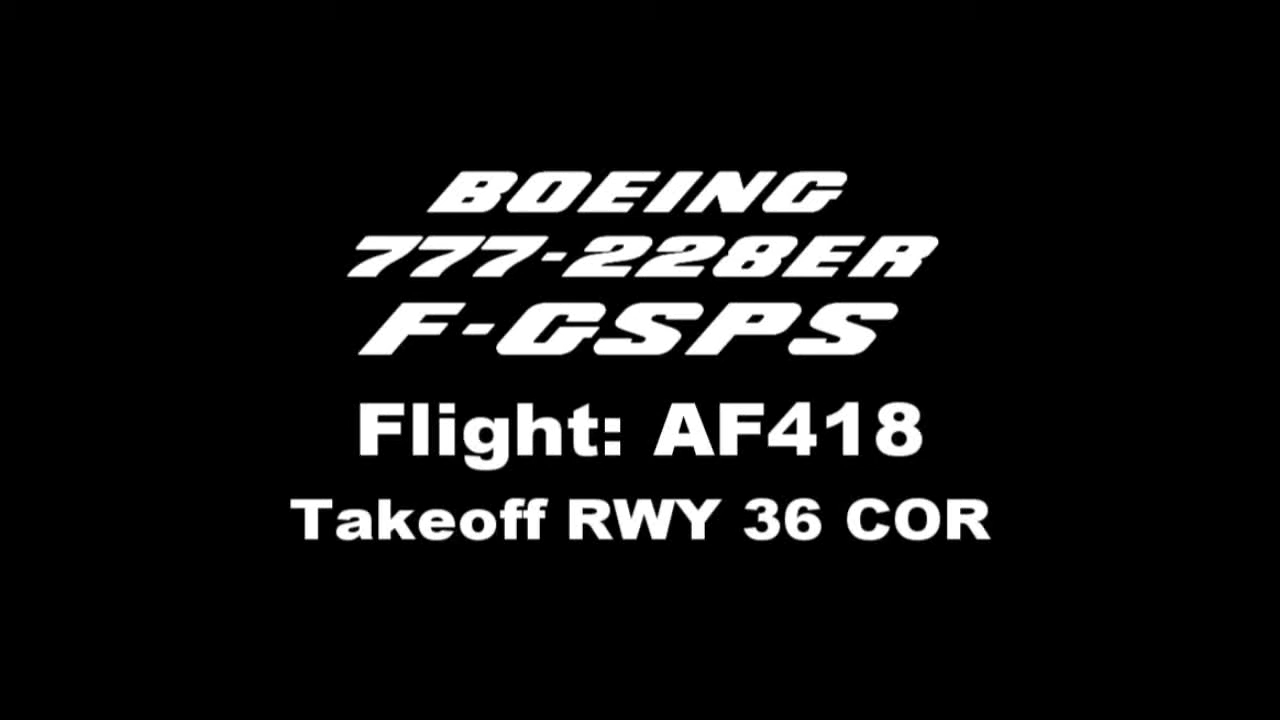 BOEING
777-228ER
F-GSPS
Flight: AF418
Takeoff RWY 36 COR